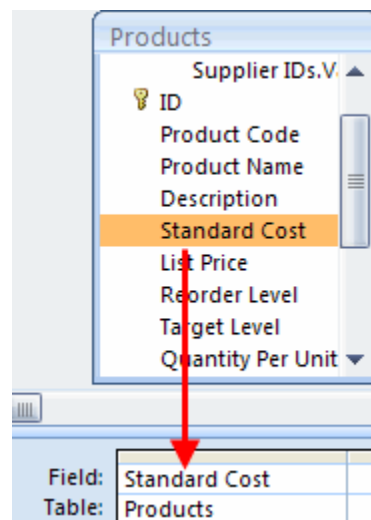 Products
Supplier IDs.V
ID
Product Code
Product Name
Description
Standard Cost
List Price
Reorder Level
Target Level
Quantity Per Unit
Field: Standard Cost
Table: Products